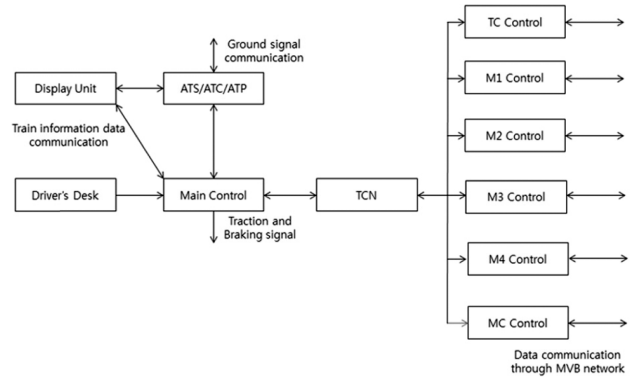 TC Control
Ground signal
communication
Display Unit
ATS/ATC/ATP
M1 Control
Train information data
communication
M2 Control
Driver's Desk
Main Control
TCN
M3 Control
Traction and
Braking signal
M4 Control
MC Control
Data communication
through MVB network